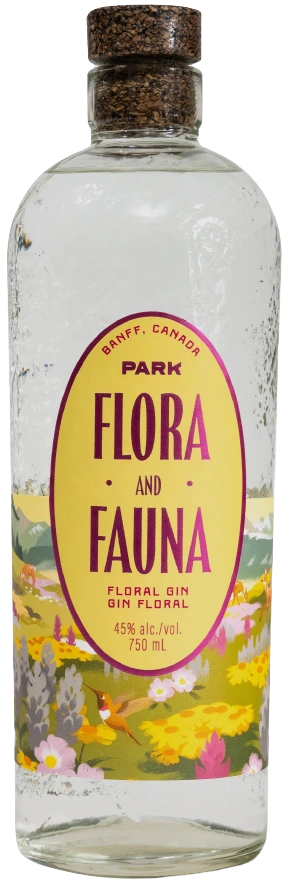 BANFF, CANADA
PARK
FLORA
• AND •
FAUNA
FLORAL GIN
GIN FLORAL
45% alc./vol.
750 mL